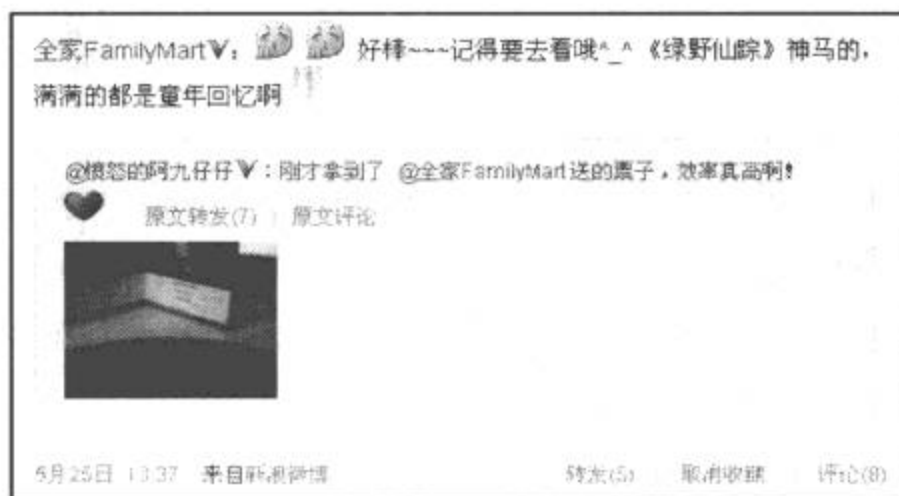 全家FamilyMartV： 好棒~~~记得要去看哦^_^《绿野仙踪》神马的，
满满的都是童年回忆啊
@愤怒的阿九仔仔V：刚才拿到了 @全家FamilyMart送的票子，效率真高啊！
原文转发(7) 原文评论
5月25日 13:37 来自新浪微博 转发(5) 取消收藏 评论(8)